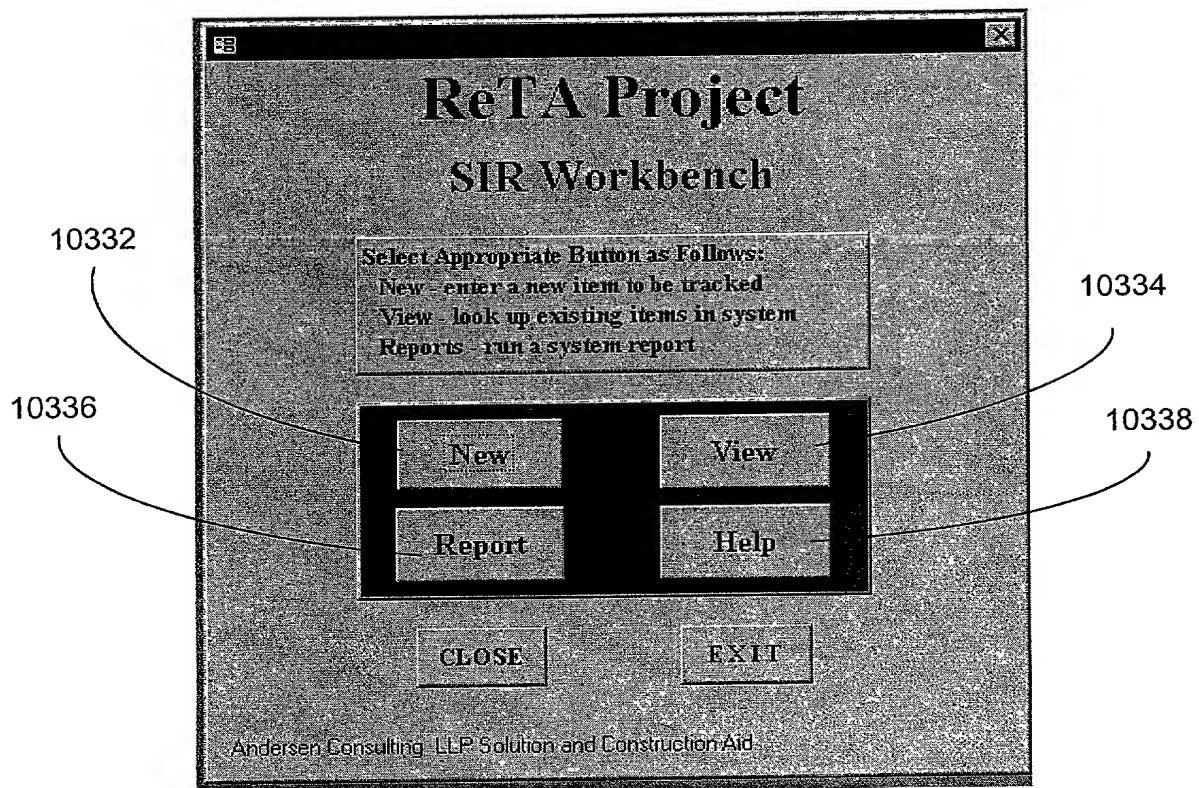 ReTA Project
SIR Workbench
Select Appropriate Button as Follows:
New - enter a new item to be tracked
View - look up existing items in system
Reports - run a system report
10332
10334
10336
10338
New
View
Report
Help
CLOSE
EXIT
Andersen Consulting LLP Solution and Construction Aid